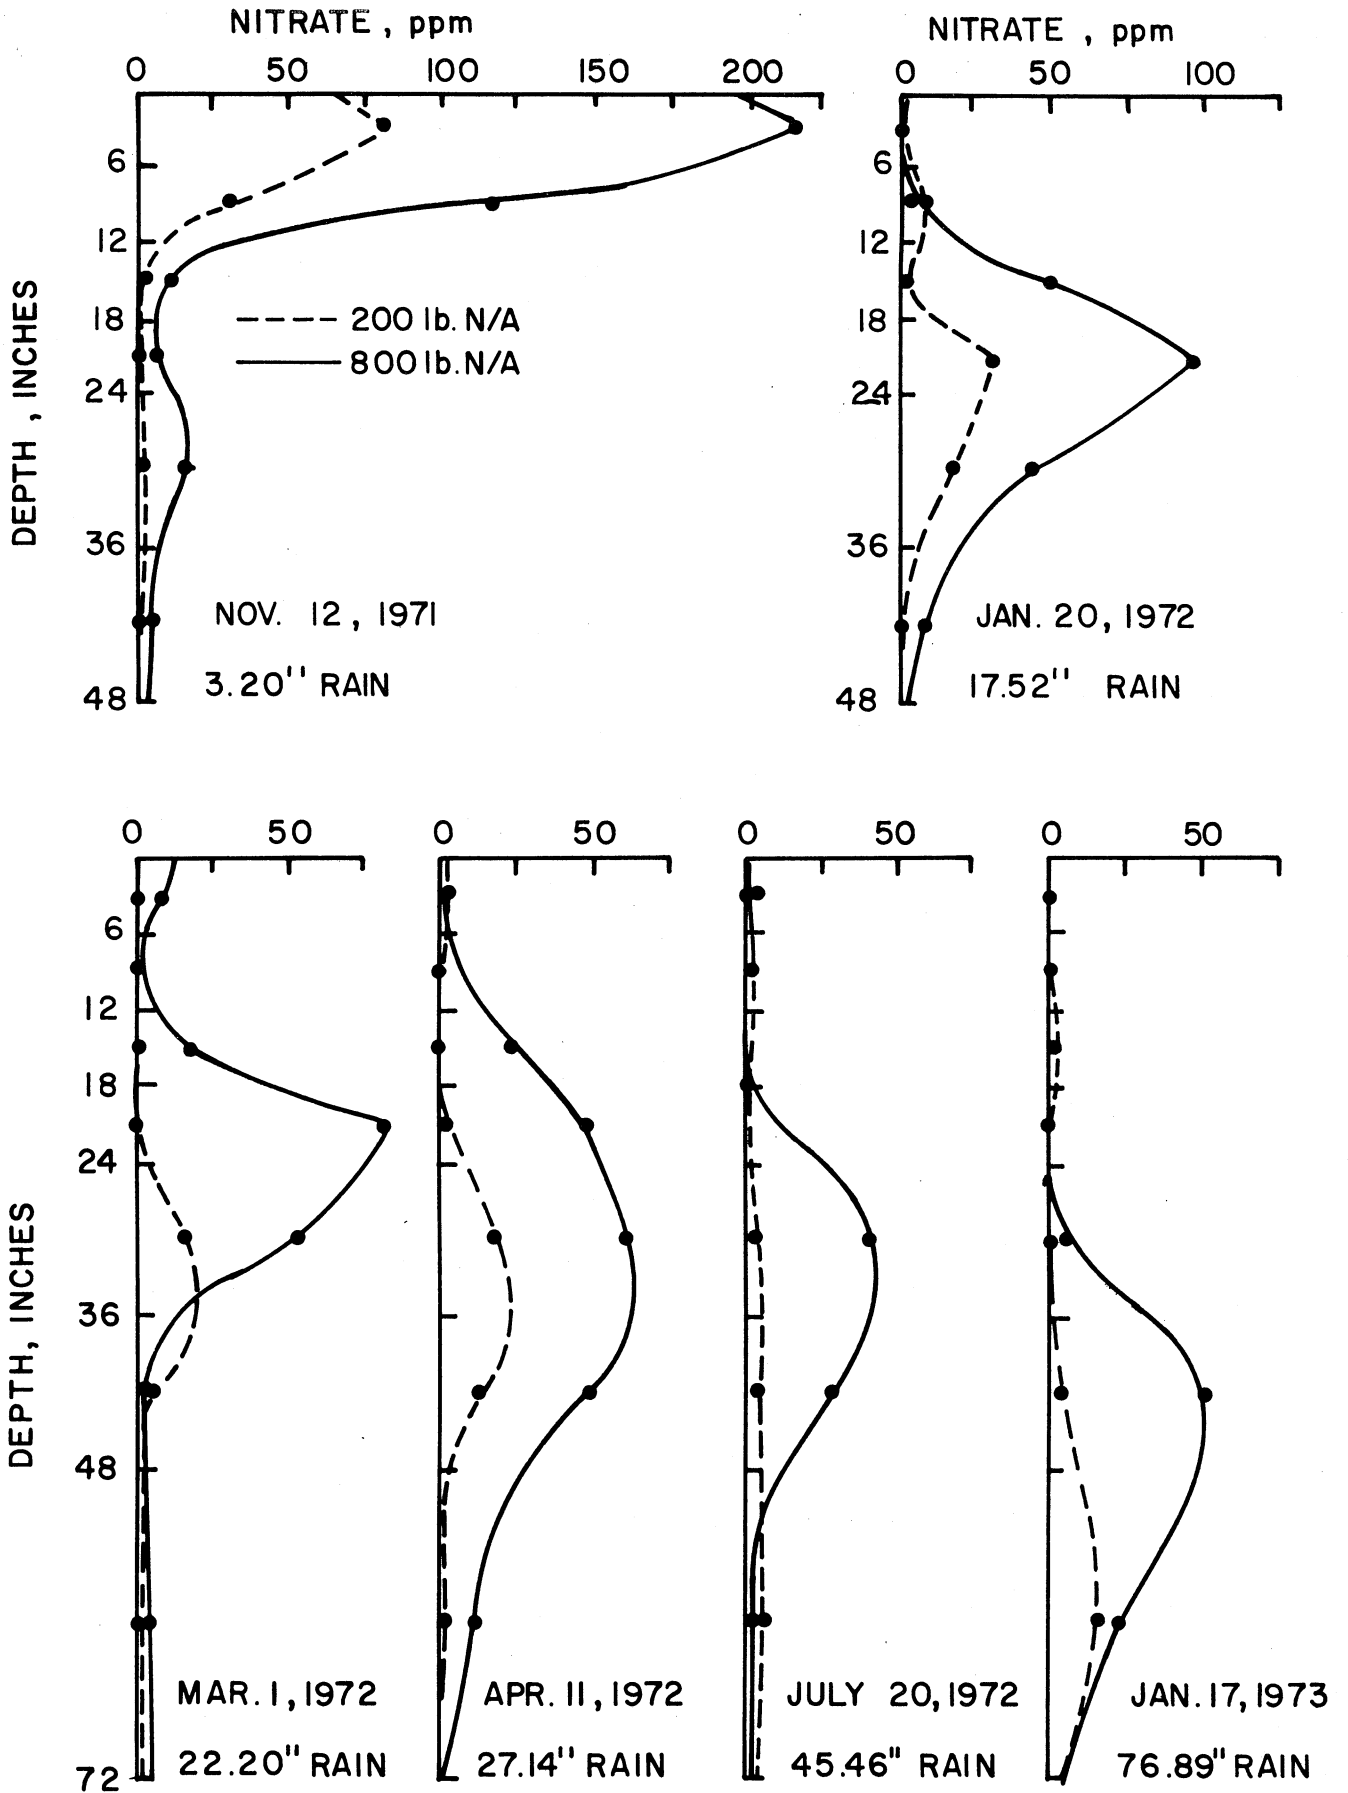 NITRATE , ppm
0 50 100 150 200
NITRATE , ppm
0 50 100
6
12
18
24
36
48
DEPTH , INCHES
200 lb. N/A
800 lb. N/A
NOV. 12, 1971
3.20" RAIN
6
12
18
24
36
48
JAN. 20, 1972
17.52" RAIN
0 50
0 50
0 50
0 50
6
12
18
24
36
48
72
DEPTH, INCHES
MAR. 1, 1972
22.20" RAIN
APR. 11, 1972
27.14" RAIN
JULY 20, 1972
45.46" RAIN
JAN. 17, 1973
76.89" RAIN